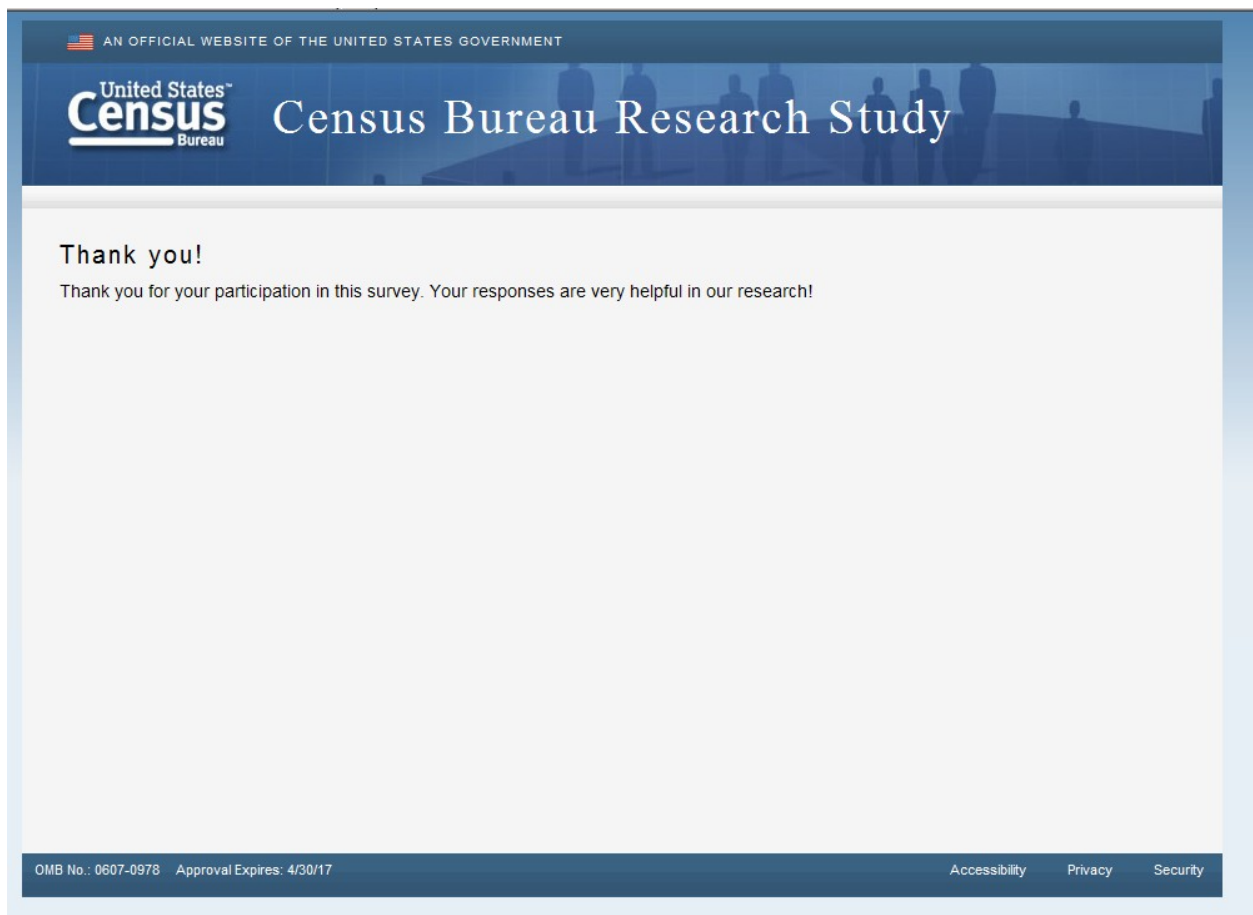 AN OFFICIAL WEBSITE OF THE UNITED STATES GOVERNMENT
United States™
Census
Bureau
Census Bureau Research Study
Thank you!
Thank you for your participation in this survey. Your responses are very helpful in our research!
OMB No.: 0607-0978 Approval Expires: 4/30/17 Accessibility Privacy Security